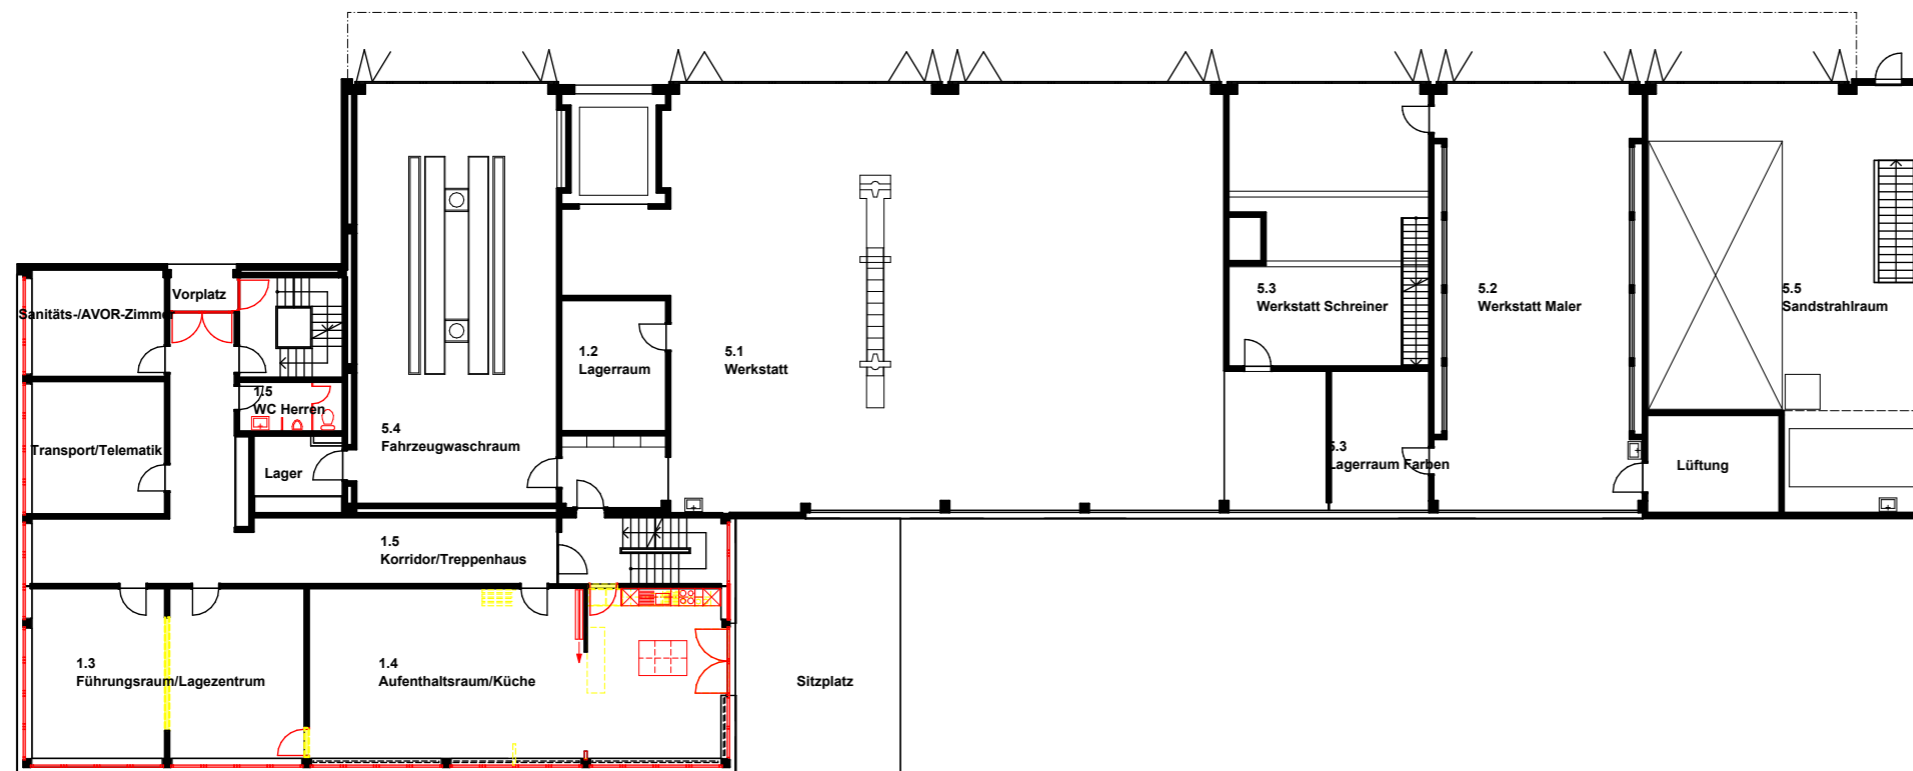 Vorplatz
Sanitäts-/AVOR-Zimmer
1.5
WC Herren
Transport/Telematik
Lager
5.4
Fahrzeugwaschraum
1.2
Lagerraum
5.1
Werkstatt
5.3
Werkstatt Schreiner
5.2
Werkstatt Maler
5.5
Sandstrahlraum
5.3
Lagerraum Farben
Lüftung
1.5
Korridor/Treppenhaus
1.3
Führungsraum/Lagezentrum
1.4
Aufenthaltsraum/Küche
Sitzplatz